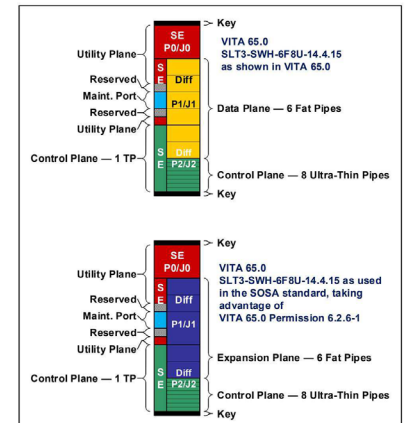 Key
SE
P0/J0
VITA 65.0
SLT3-SWH-6F8U-14.4.15
as shown in VITA 65.0
Utility Plane
S
E
Diff
Reserved
Maint. Port
P1/J1
Data Plane — 6 Fat Pipes
Reserved
Utility Plane
Control Plane — 1 TP
S
E
Diff
P2/J2
Control Plane — 8 Ultra-Thin Pipes
Key
Key
SE
P0/J0
VITA 65.0
SLT3-SWH-6F8U-14.4.15 as used
in the SOSA standard, taking
advantage of
VITA 65.0 Permission 6.2.6-1
Utility Plane
S
E
Diff
Reserved
Maint. Port
P1/J1
Reserved
Utility Plane
Expansion Plane — 6 Fat Pipes
Control Plane — 1 TP
S
E
Diff
P2/J2
Control Plane — 8 Ultra-Thin Pipes
Key